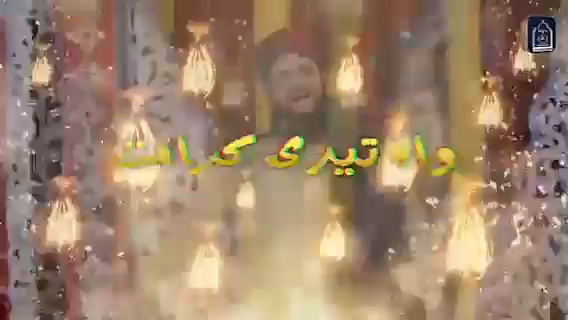 واہ تیری کرامت